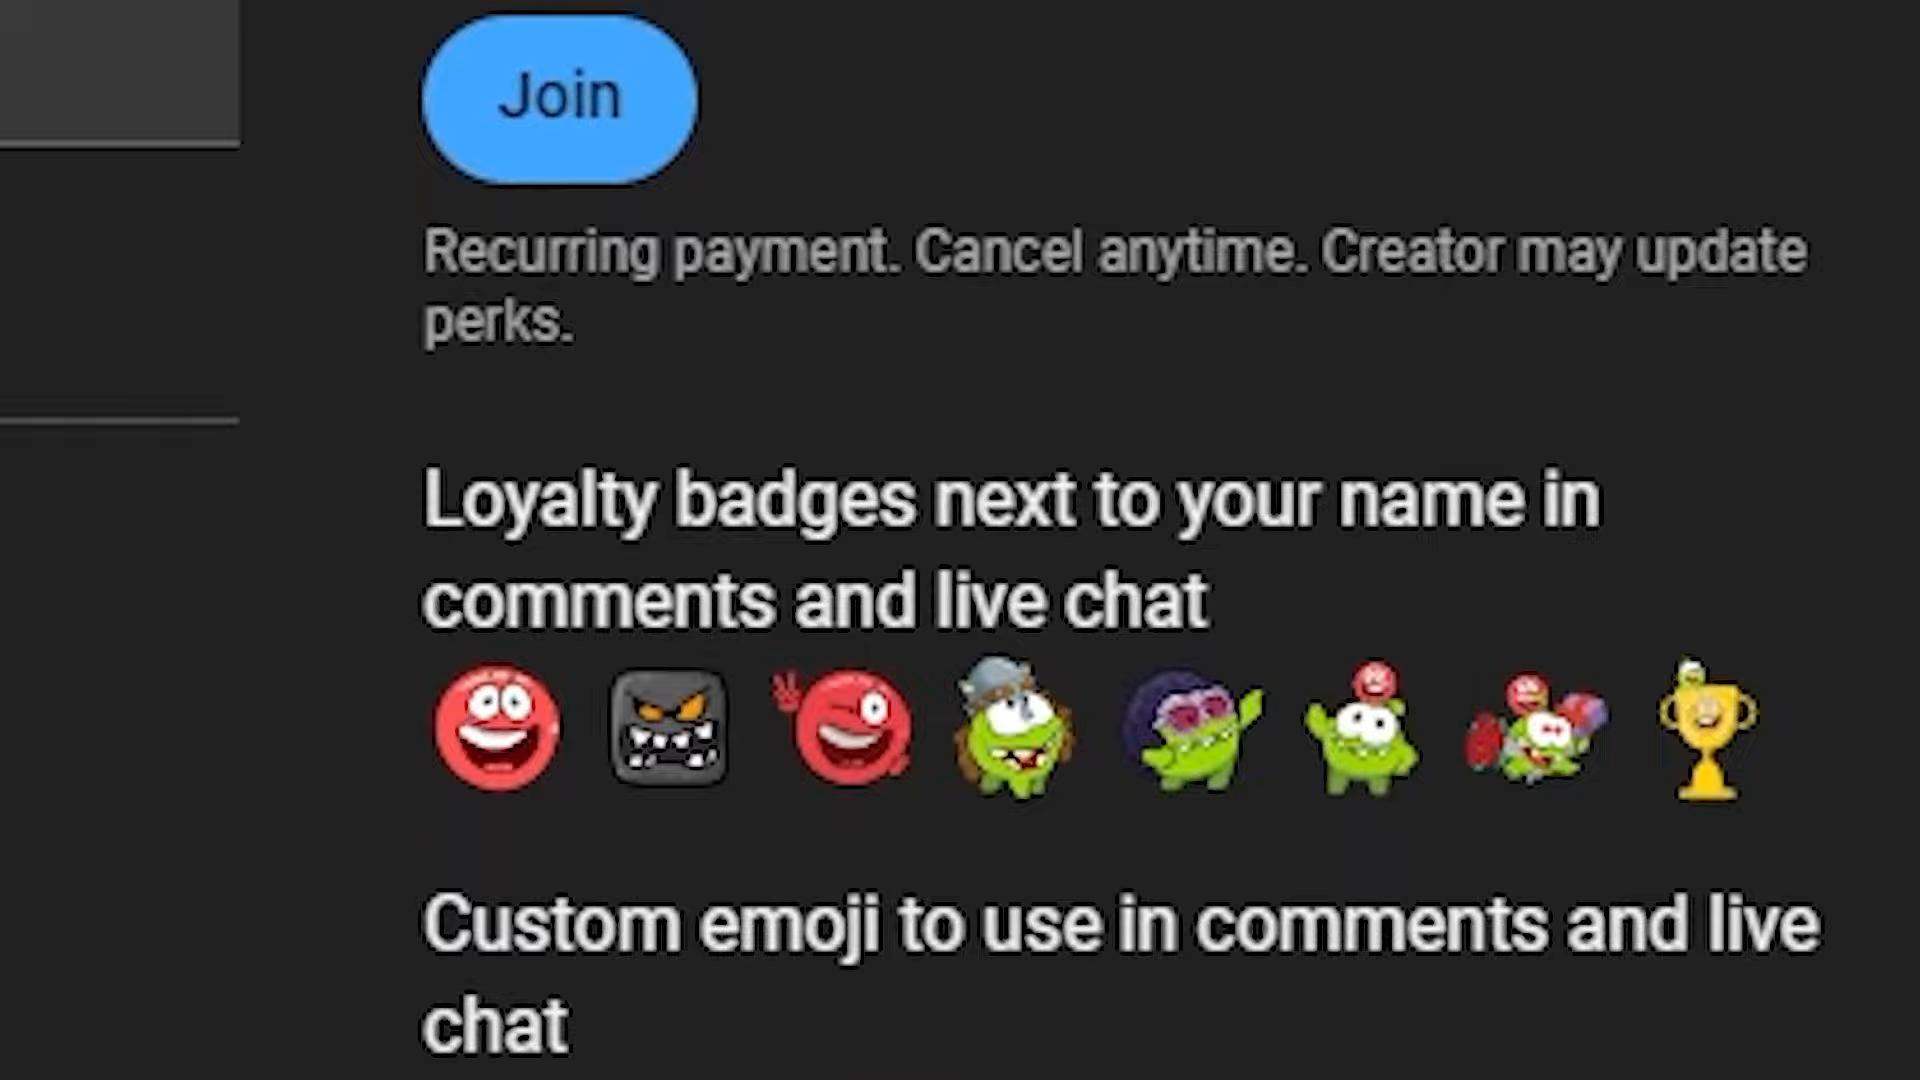 Join
Recurring payment. Cancel anytime. Creator may update
perks.
Loyalty badges next to your name in
comments and live chat
Custom emoji to use in comments and live
chat